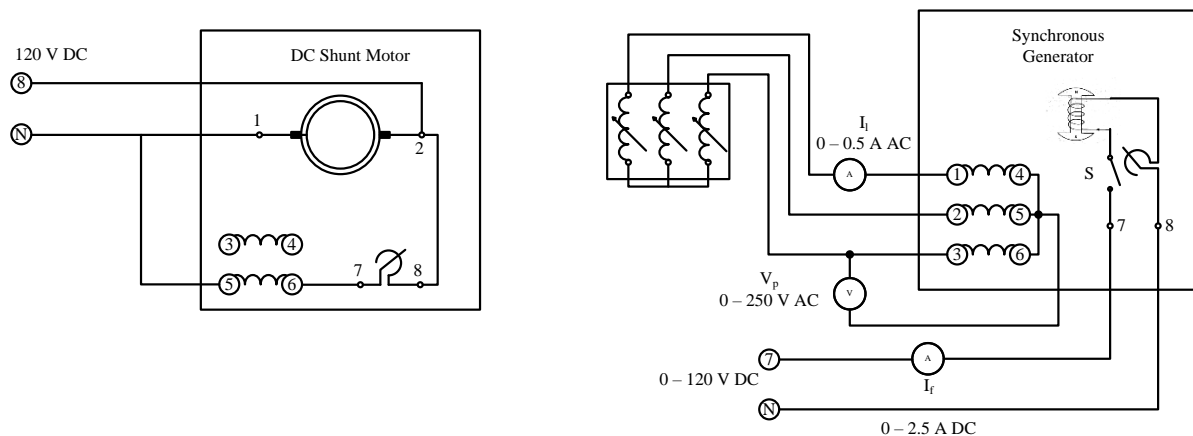 120 V DC
8
N
DC Shunt Motor
1
2
3
4
5
6
7
8
Synchronous
Generator
I₁
0 – 0.5 A AC
A
1
4
2
5
3
6
S
7
8
Vₚ
0 – 250 V AC
V
7
A
0 – 120 V DC
I_f
N
0 – 2.5 A DC